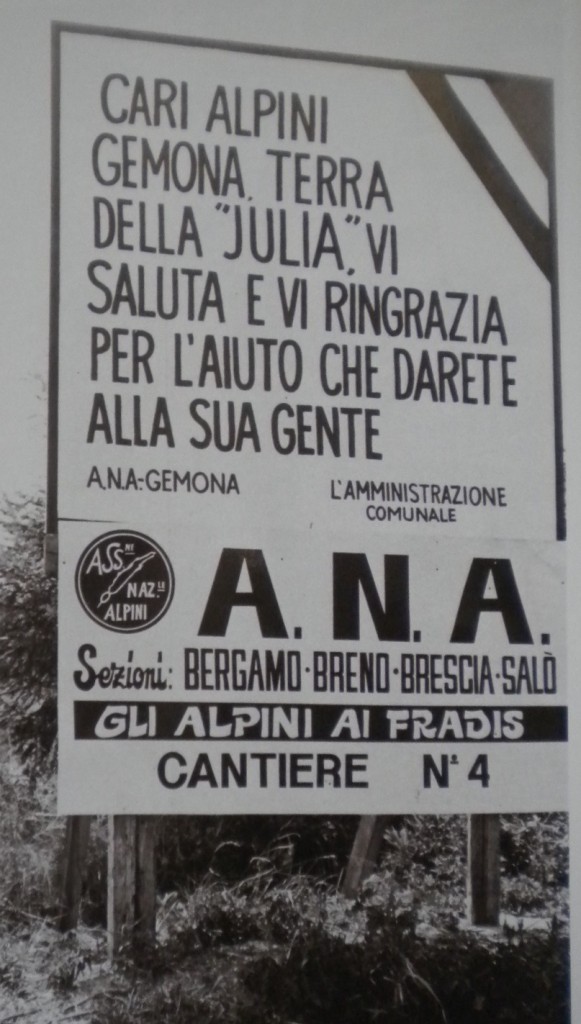 CARI ALPINI
GEMONA, TERRA
DELLA "JULIA", VI
SALUTA E VI RINGRAZIA
PER L'AIUTO CHE DARETE
ALLA SUA GENTE
A.N.A.-GEMONA
L'AMMINISTRAZIONE
COMUNALE
ASS.NE
NAZ.LE
ALPINI
A. N. A.
Sezioni: BERGAMO·BRENO·BRESCIA·SALÒ
GLI ALPINI AI FRADIS
CANTIERE N° 4